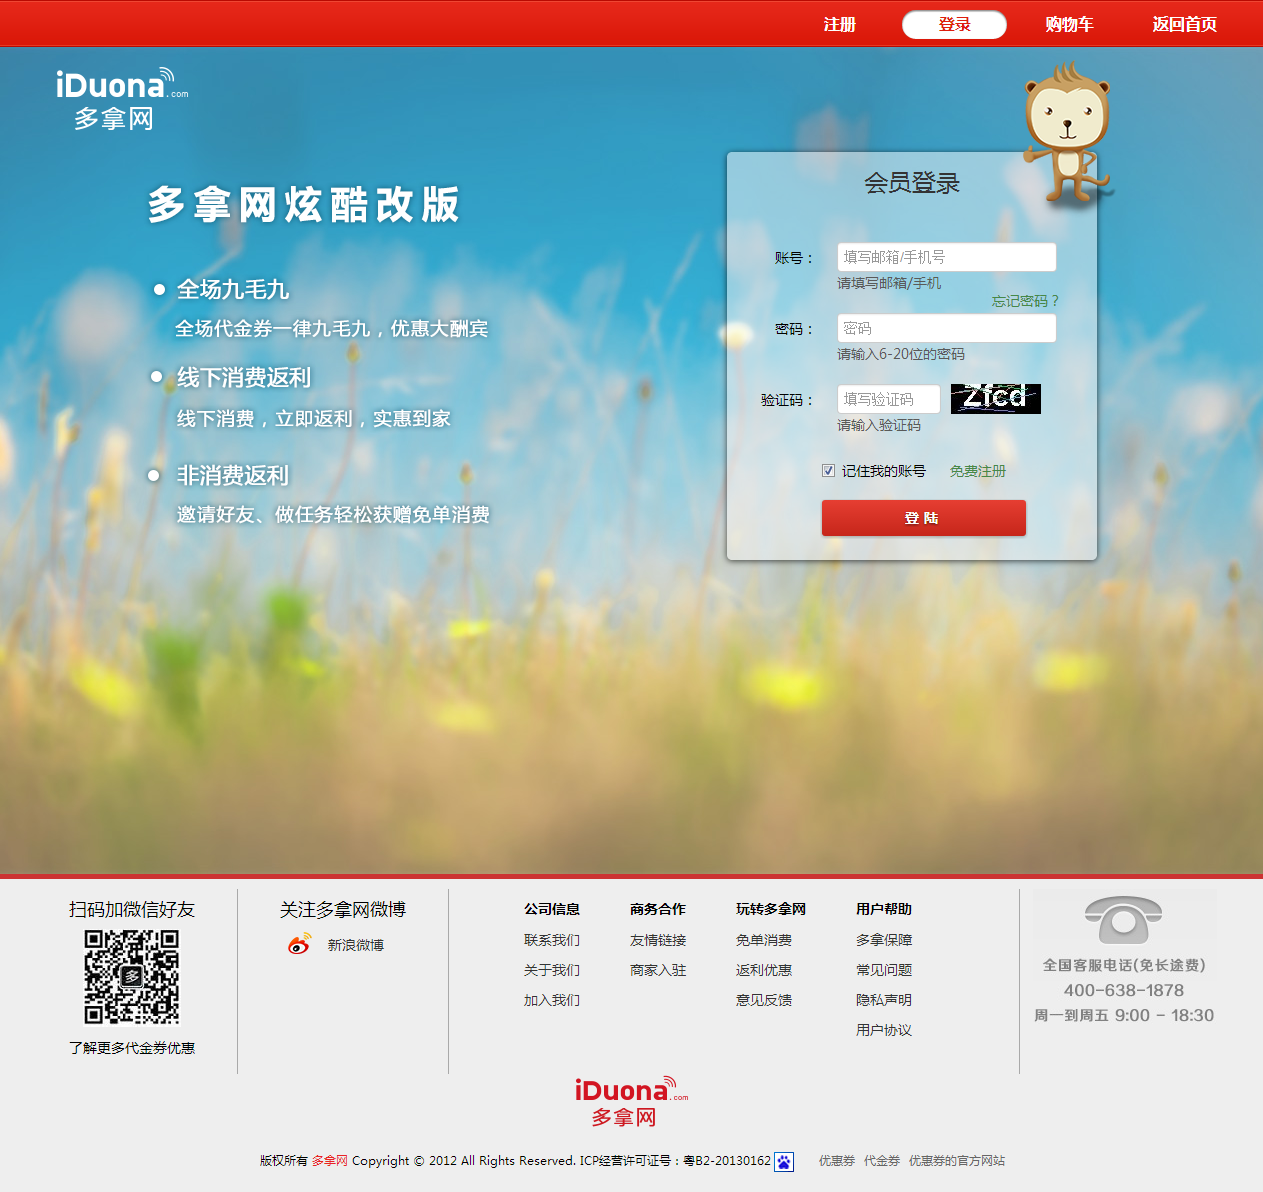 注册 登录 购物车 返回首页
iDuona.com
多拿网
多拿网炫酷改版
全场九毛九
全场代金券一律九毛九，优惠大酬宾
线下消费返利
线下消费，立即返利，实惠到家
非消费返利
邀请好友、做任务轻松获赠免单消费
会员登录
账号： 填写邮箱/手机号
请填写邮箱/手机
忘记密码？
密码： 密码
请输入6-20位的密码
验证码： 填写验证码 Zfcd
请输入验证码
记住我的账号 免费注册
登 陆
扫码加微信好友
多
了解更多代金券优惠
关注多拿网微博
新浪微博
公司信息 商务合作 玩转多拿网 用户帮助
联系我们 友情链接 免单消费 多拿保障
关于我们 商家入驻 返利优惠 常见问题
加入我们 意见反馈 隐私声明
用户协议
全国客服电话(免长途费)
400-638-1878
周一到周五 9:00 - 18:30
iDuona.com
多拿网
版权所有 多拿网 Copyright © 2012 All Rights Reserved. ICP经营许可证号：粤B2-20130162 优惠券 代金券 优惠券的官方网站